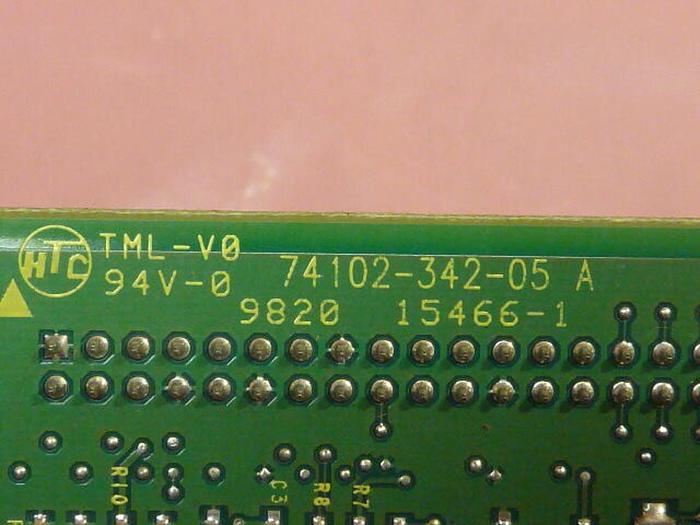 HTC TML-V0
94V-0 74102-342-05 A
9820 15466-1
R10
C3
R8
R7